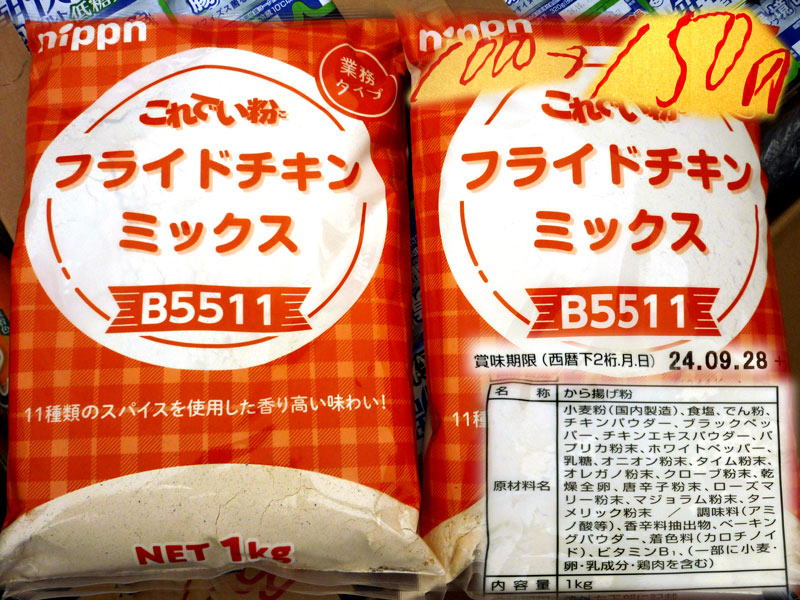 nippn
業務
タイプ
これでい粉
フライドチキン
ミックス
B5511
11種類のスパイスを使用した香り高い味わい!
NET 1kg
nippn
1000→150円
これでい粉
フライドチキン
ミックス
B5511
賞味期限(西暦下2桁.月.日) 24.09.28
11種
名 称 から揚げ粉
原材料名
小麦粉(国内製造)、食塩、でん粉、
チキンパウダー、ブラックペッ
パー、チキンエキスパウダー、パ
プリカ粉末、ホワイトペッパー、
乳糖、オニオン粉末、タイム粉末、
オレガノ粉末、クローブ粉末、乾
燥全卵、唐辛子粉末、ローズマ
リー粉末、マジョラム粉末、ター
メリック粉末 / 調味料(アミ
ノ酸等)、香辛料抽出物、ベーキン
グパウダー、着色料(カロチノイ
ド)、ビタミンB₁、(一部に小麦・
卵・乳成分・鶏肉を含む)
内 容 量 1kg